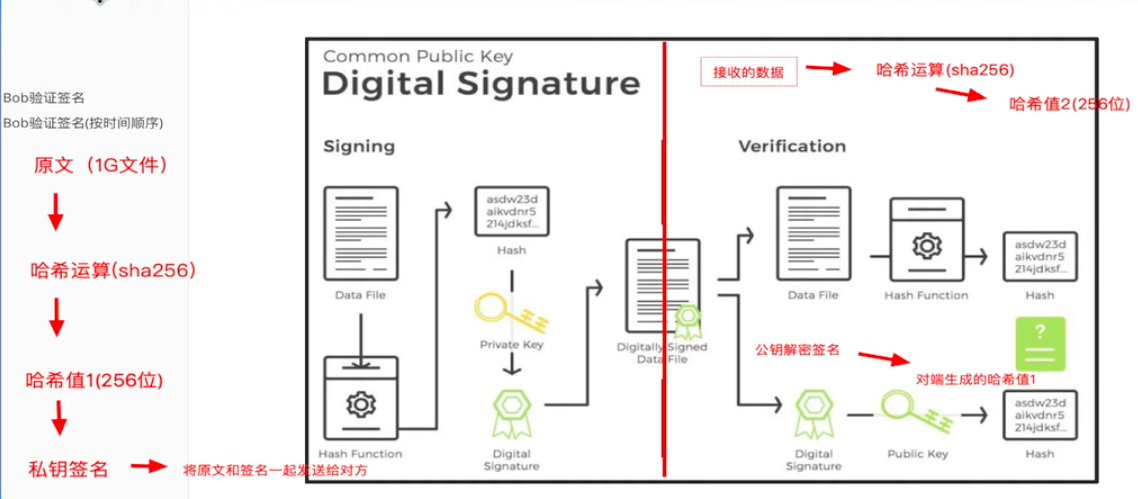 Bob验证签名
Bob验证签名(按时间顺序)
原文（1G文件）
哈希运算(sha256)
哈希值1(256位)
私钥签名
将原文和签名一起发送给对方
Common Public Key
Digital Signature
Signing
Data File
Hash Function
asdw23d
aikvdnr5
214jdksf...
Hash
Private Key
Digital
Signature
Digitally Signed
Data File
接收的数据
哈希运算(sha256)
哈希值2(256位)
Verification
Data File
Hash Function
asdw23d
aikvdnr5
214jdksf...
Hash
?
公钥解密签名
对端生成的哈希值1
Digital
Signature
Public Key
asdw23d
aikvdnr5
214jdksf...
Hash